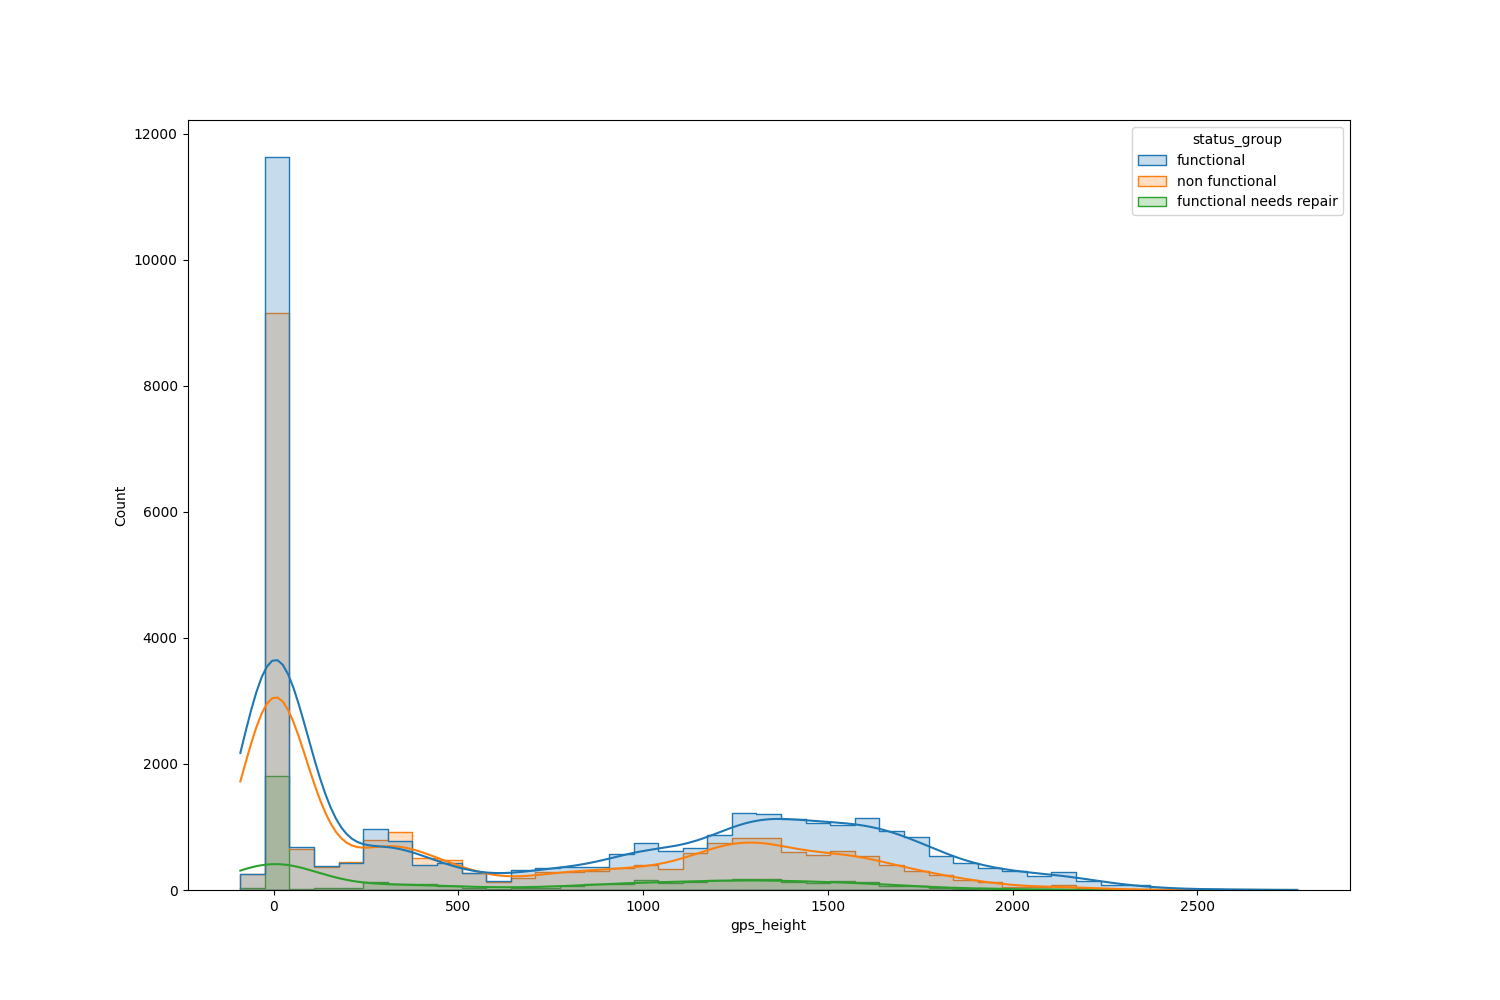 12000
10000
8000
6000
4000
2000
0
Count
0 500 1000 1500 2000 2500
gps_height
status_group
functional
non functional
functional needs repair